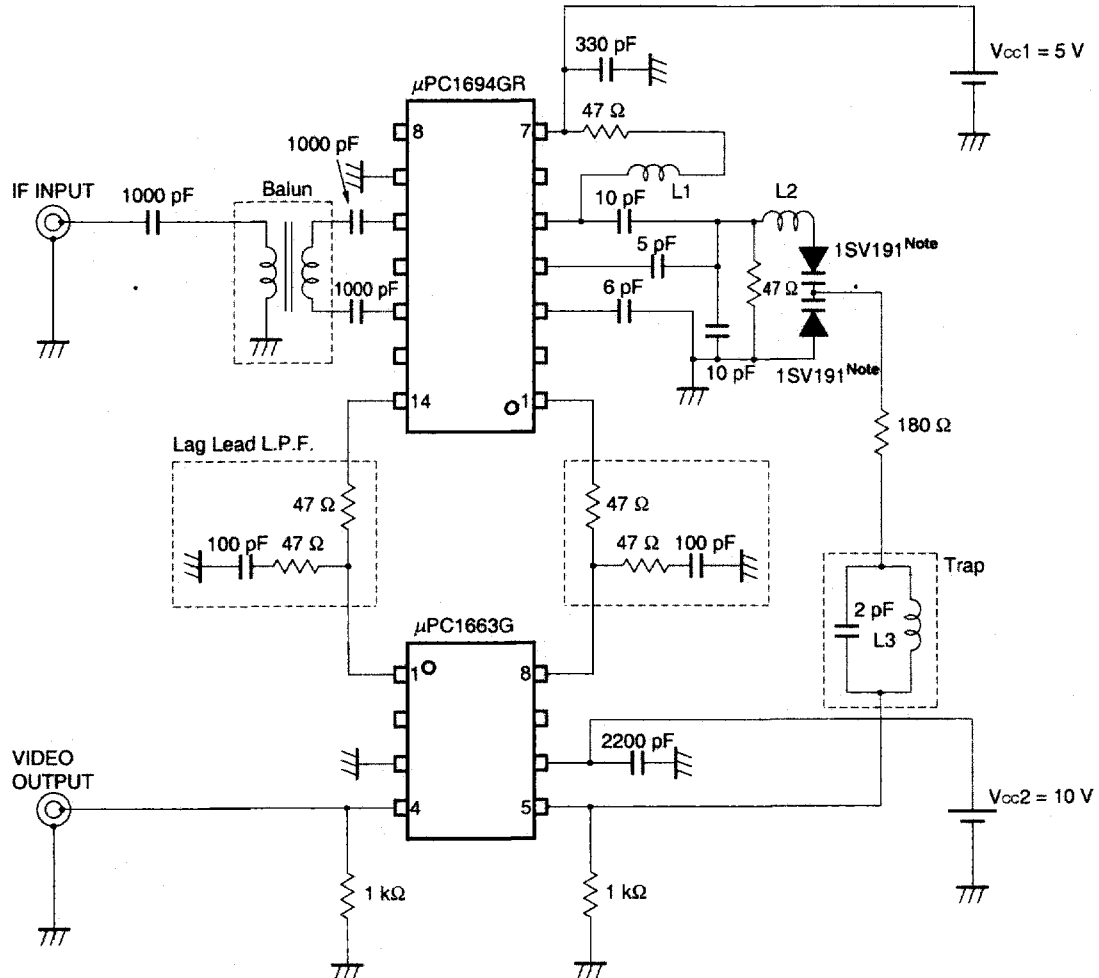 330 pF
VCC1 = 5 V
μPC1694GR
8
7
47 Ω
1000 pF
IF INPUT
1000 pF
Balun
L1
10 pF
L2
1SV191Note
5 pF
47 Ω
6 pF
1000 pF
10 pF
1SV191Note
14
1
180 Ω
Lag Lead L.P.F.
47 Ω
47 Ω
100 pF
47 Ω
47 Ω
100 pF
Trap
2 pF
L3
μPC1663G
1
8
2200 pF
VIDEO
OUTPUT
4
5
VCC2 = 10 V
1 kΩ
1 kΩ